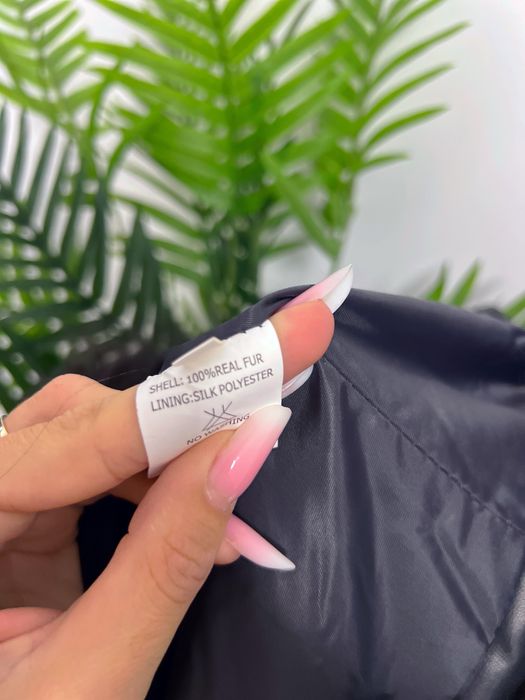 SHELL: 100%REAL FUR
LINING:SILK POLYESTER
NO WASHING